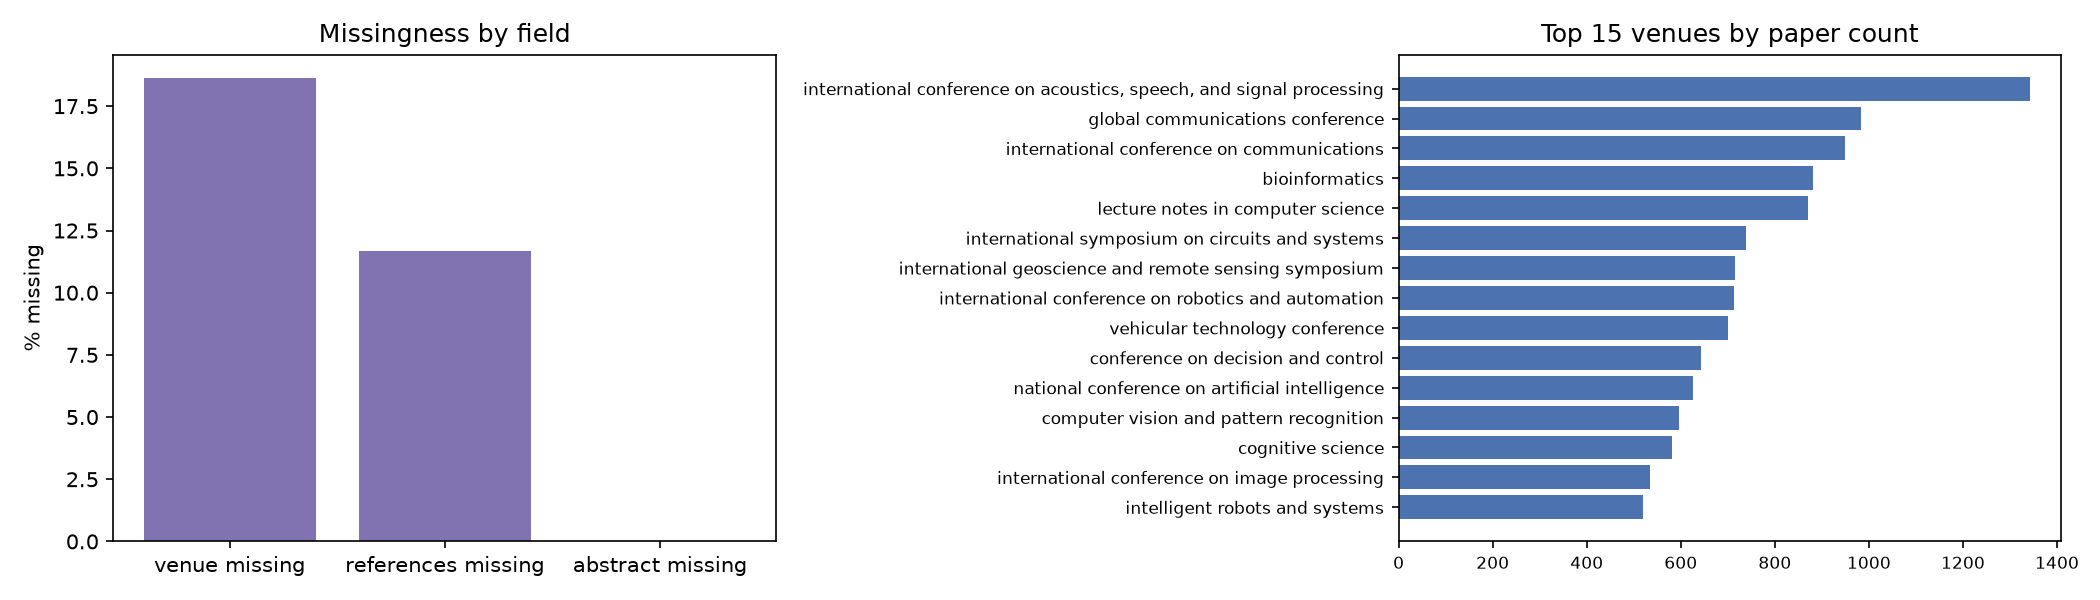 Missingness by field
% missing
17.5
15.0
12.5
10.0
7.5
5.0
2.5
0.0
venue missing
references missing
abstract missing
Top 15 venues by paper count
international conference on acoustics, speech, and signal processing
global communications conference
international conference on communications
bioinformatics
lecture notes in computer science
international symposium on circuits and systems
international geoscience and remote sensing symposium
international conference on robotics and automation
vehicular technology conference
conference on decision and control
national conference on artificial intelligence
computer vision and pattern recognition
cognitive science
international conference on image processing
intelligent robots and systems
0
200
400
600
800
1000
1200
1400